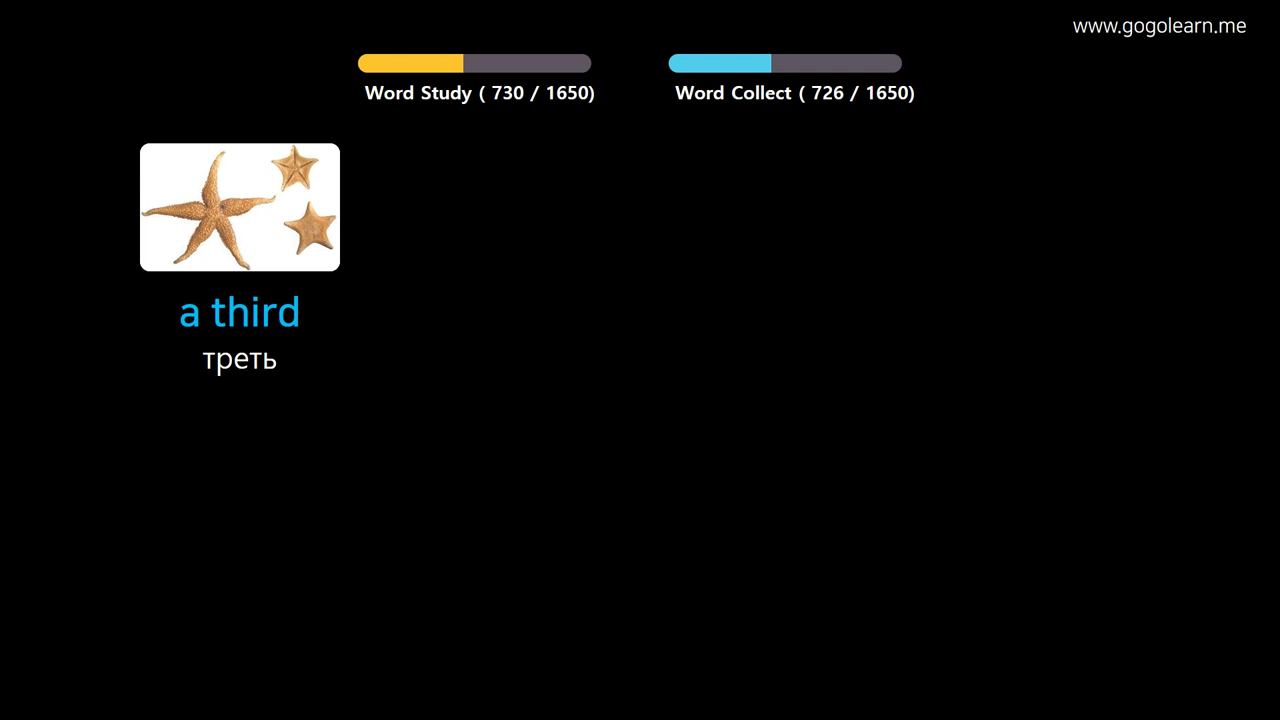 www.gogolearn.me
Word Study ( 730 / 1650)
Word Collect ( 726 / 1650)
a third
треть